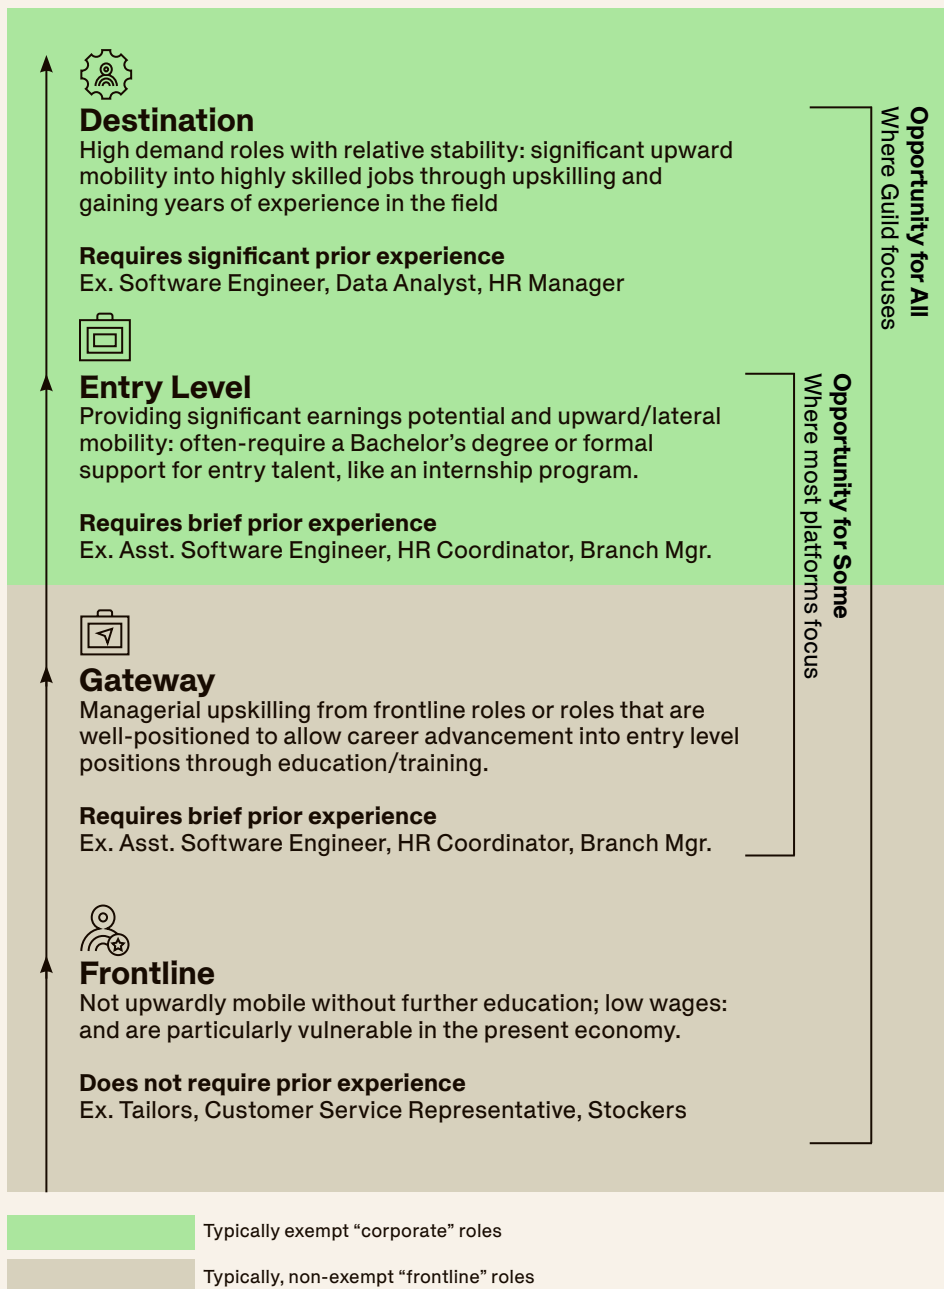 Destination
High demand roles with relative stability: significant upward
mobility into highly skilled jobs through upskilling and
gaining years of experience in the field
Requires significant prior experience
Ex. Software Engineer, Data Analyst, HR Manager
Entry Level
Providing significant earnings potential and upward/lateral
mobility: often-require a Bachelor’s degree or formal
support for entry talent, like an internship program.
Requires brief prior experience
Ex. Asst. Software Engineer, HR Coordinator, Branch Mgr.
Gateway
Managerial upskilling from frontline roles or roles that are
well-positioned to allow career advancement into entry level
positions through education/training.
Requires brief prior experience
Ex. Asst. Software Engineer, HR Coordinator, Branch Mgr.
Frontline
Not upwardly mobile without further education; low wages:
and are particularly vulnerable in the present economy.
Does not require prior experience
Ex. Tailors, Customer Service Representative, Stockers
Opportunity for Some
Where most platforms focus
Opportunity for All
Where Guild focuses
Typically exempt “corporate” roles
Typically, non-exempt “frontline” roles